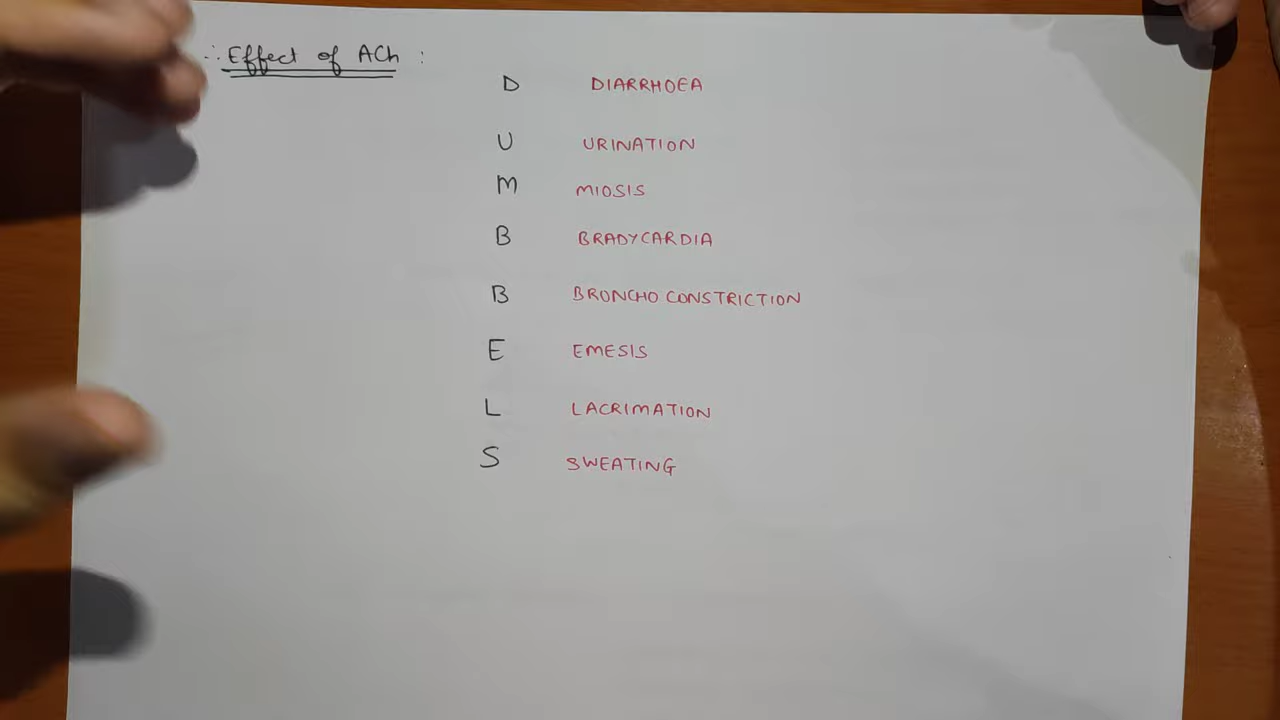 ∴ Effect of ACh :
D DIARRHOEA
U URINATION
M MIOSIS
B BRADYCARDIA
B BRONCHO CONSTRICTION
E EMESIS
L LACRIMATION
S SWEATING